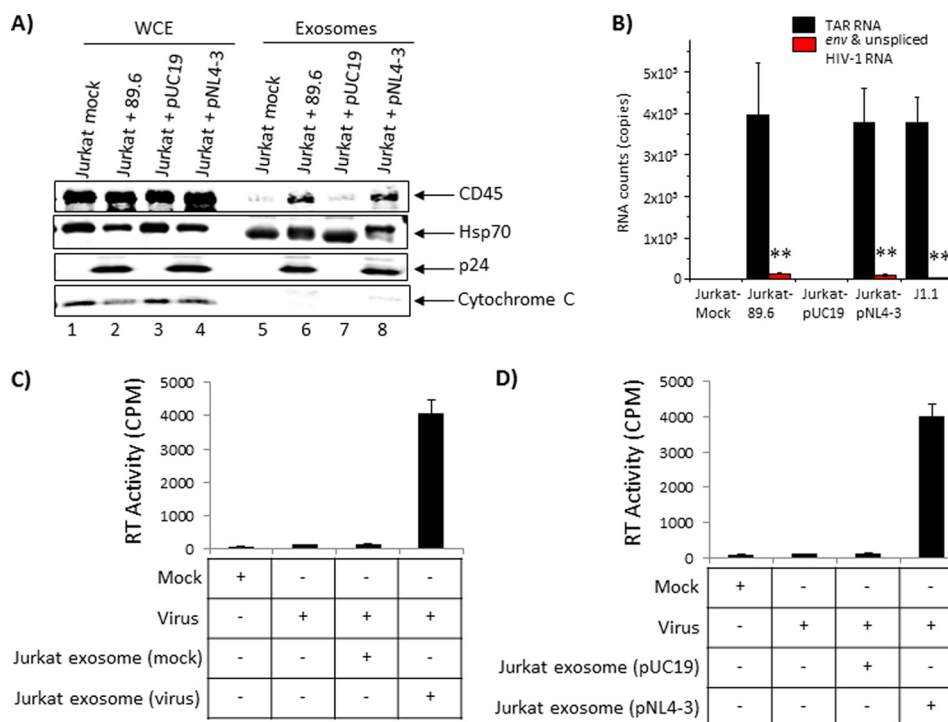 A)
WCE
Exosomes
Jurkat mock
Jurkat + 89.6
Jurkat + pUC19
Jurkat + pNL4-3
Jurkat mock
Jurkat + 89.6
Jurkat + pUC19
Jurkat + pNL4-3
CD45
Hsp70
p24
Cytochrome C
1 2 3 4 5 6 7 8
B)
TAR RNA
env & unspliced
HIV-1 RNA
RNA counts (copies)
5x10⁵
4x10⁵
3x10⁵
2x10⁵
1x10⁵
0
** ** **
Jurkat-Mock
Jurkat-89.6
Jurkat-pUC19
Jurkat-pNL4-3
J1.1
C)
RT Activity (CPM)
5000
4000
3000
2000
1000
0
Mock + - - -
Virus - + + +
Jurkat exosome (mock) - - + -
Jurkat exosome (virus) - - - +
D)
RT Activity (CPM)
5000
4000
3000
2000
1000
0
Mock + - - -
Virus - + + +
Jurkat exosome (pUC19) - - + -
Jurkat exosome (pNL4-3) - - - +